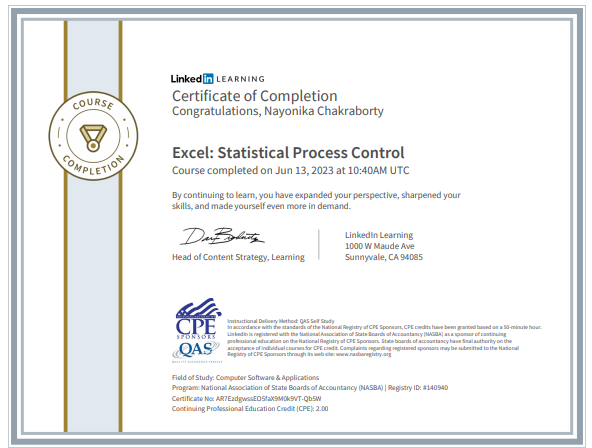 COURSE
COMPLETION
Linked in LEARNING
Certificate of Completion
Congratulations, Nayonika Chakraborty
Excel: Statistical Process Control
Course completed on Jun 13, 2023 at 10:40AM UTC
By continuing to learn, you have expanded your perspective, sharpened your
skills, and made yourself even more in demand.
Head of Content Strategy, Learning
LinkedIn Learning
1000 W Maude Ave
Sunnyvale, CA 94085
CPE
SPONSORS
QAS
Instructional Delivery Method: QAS Self Study
In accordance with the standards of the National Registry of CPE Sponsors, CPE credits have been granted based on a 50-minute hour.
LinkedIn is registered with the National Association of State Boards of Accountancy (NASBA) as a sponsor of continuing
professional education on the National Registry of CPE Sponsors. State boards of accountancy have final authority on the
acceptance of individual courses for CPE credit. Complaints regarding registered sponsors may be submitted to the National
Registry of CPE Sponsors through its web site: www.nasbaregistry.org
Field of Study: Computer Software & Applications
Program: National Association of State Boards of Accountancy (NASBA) | Registry ID: #140940
Certificate No:
Continuing Professional Education Credit (CPE): 2.00